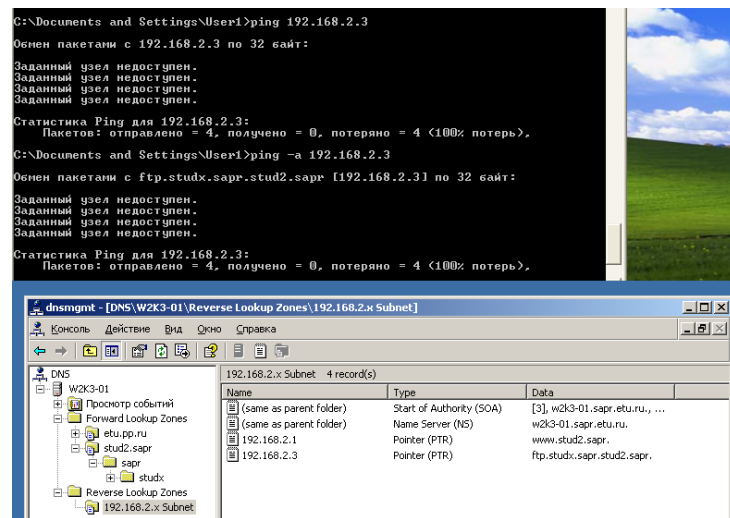 C:\Documents and Settings\User1>ping 192.168.2.3
Обмен пакетами с 192.168.2.3 по 32 байт:
Заданный узел недоступен.
Заданный узел недоступен.
Заданный узел недоступен.
Заданный узел недоступен.
Статистика Ping для 192.168.2.3:
Пакетов: отправлено = 4, получено = 0, потеряно = 4 (100% потерь),
C:\Documents and Settings\User1>ping -a 192.168.2.3
Обмен пакетами с ftp.studx.sapr.stud2.sapr [192.168.2.3] по 32 байт:
Заданный узел недоступен.
Заданный узел недоступен.
Заданный узел недоступен.
Заданный узел недоступен.
Статистика Ping для 192.168.2.3:
Пакетов: отправлено = 4, получено = 0, потеряно = 4 (100% потерь),
dnsmgmt - [DNS\W2K3-01\Reverse Lookup Zones\192.168.2.x Subnet]
Консоль Действие Вид Окно Справка
DNS
W2K3-01
Просмотр событий
Forward Lookup Zones
etu.pp.ru
stud2.sapr
sapr
studx
Reverse Lookup Zones
192.168.2.x Subnet
192.168.2.x Subnet 4 record(s)
Name Type Data
(same as parent folder) Start of Authority (SOA) [3], w2k3-01.sapr.etu.ru., ...
(same as parent folder) Name Server (NS) w2k3-01.sapr.etu.ru.
192.168.2.1 Pointer (PTR) www.stud2.sapr.
192.168.2.3 Pointer (PTR) ftp.studx.sapr.stud2.sapr.